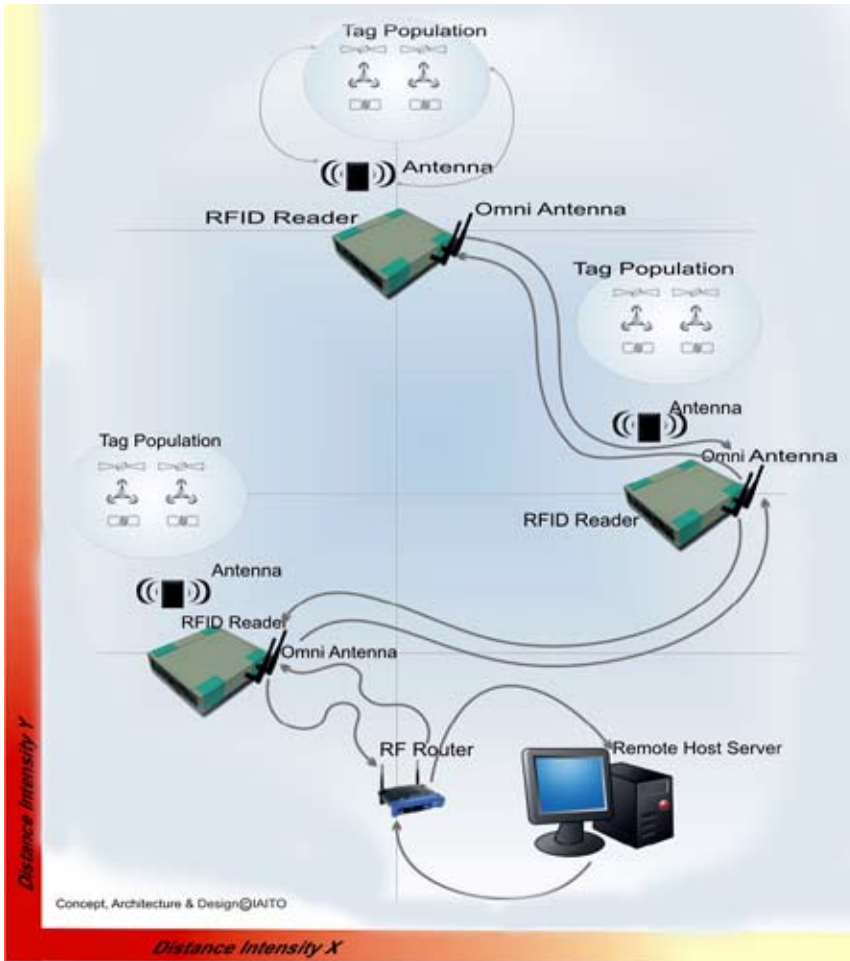 Tag Population
Antenna
RFID Reader
Omni Antenna
Tag Population
Antenna
Omni Antenna
RFID Reader
Tag Population
Antenna
RFID Reader
Omni Antenna
RF Router
Remote Host Server
Distance Intensity Y
Concept, Architecture & Design©IAITO
Distance Intensity X